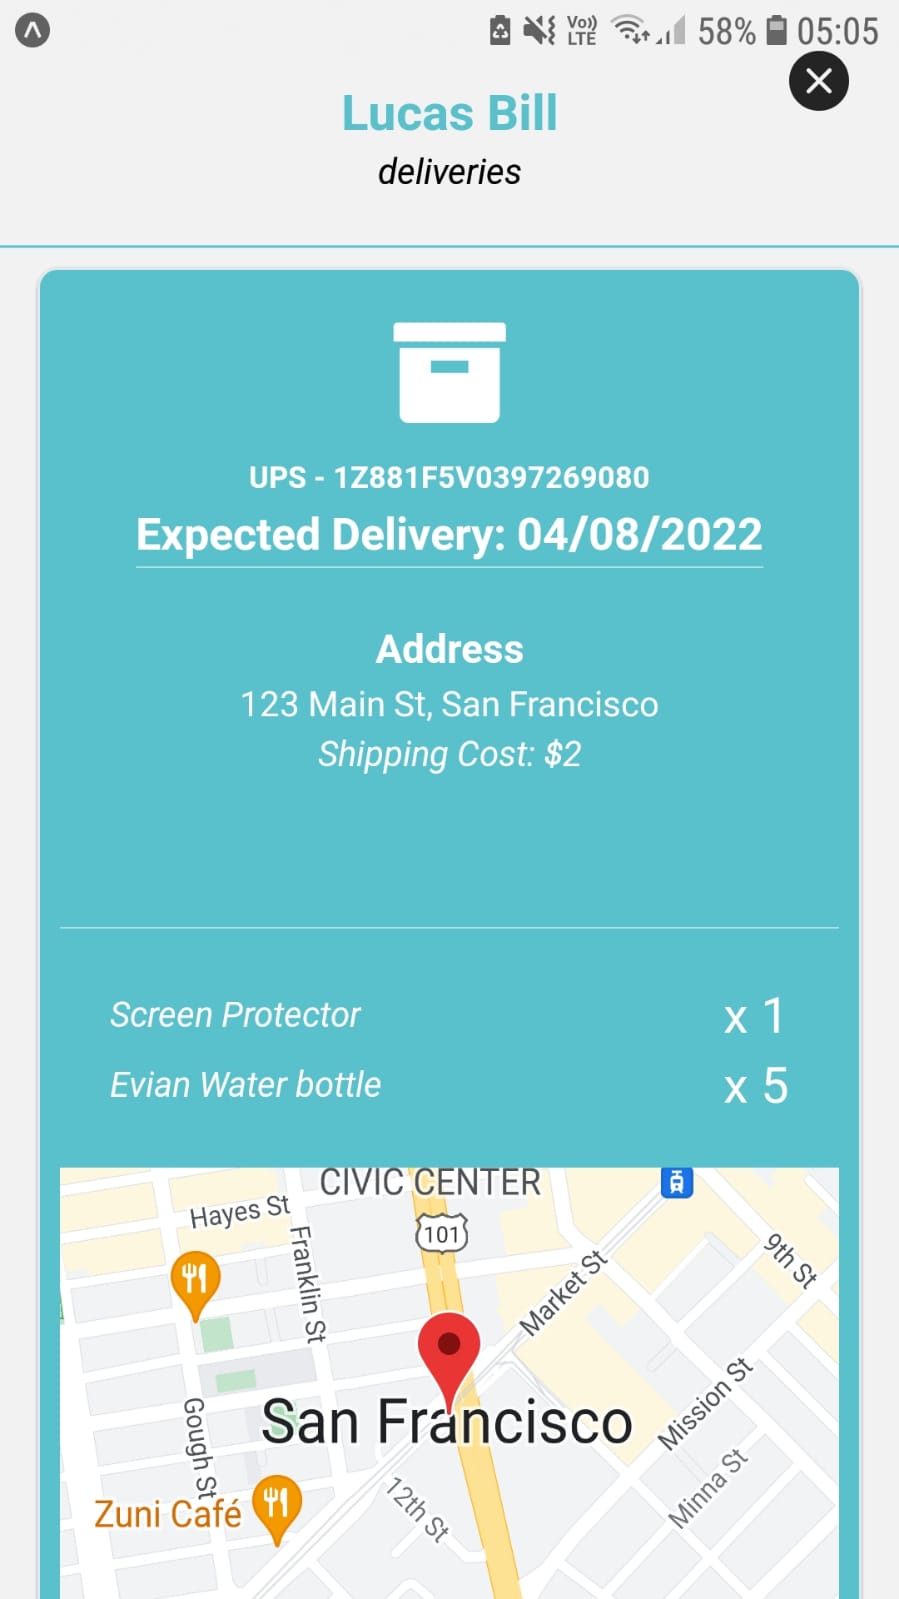 Vo)) LTE 58% 05:05
Lucas Bill
deliveries
UPS - 1Z881F5V0397269080
Expected Delivery: 04/08/2022
Address
123 Main St, San Francisco
Shipping Cost: $2
Screen Protector x 1
Evian Water bottle x 5
CIVIC CENTER
Hayes St
101
Franklin St
9th St
Market St
San Francisco
Mission St
Gough St
Minna St
12th St
Zuni Café